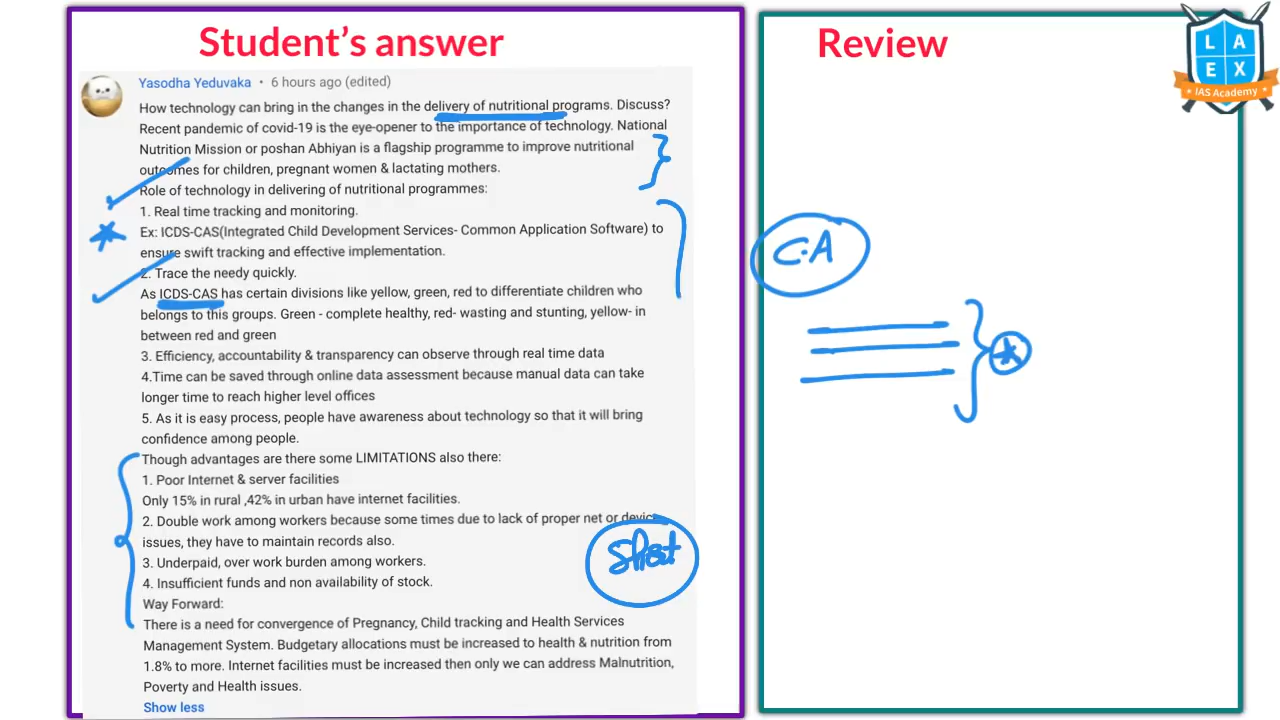 Student's answer
Yasodha Yeduvaka • 6 hours ago (edited)
How technology can bring in the changes in the delivery of nutritional programs. Discuss?
Recent pandemic of covid-19 is the eye-opener to the importance of technology. National
Nutrition Mission or poshan Abhiyan is a flagship programme to improve nutritional
outcomes for children, pregnant women & lactating mothers.
Role of technology in delivering of nutritional programmes:
1. Real time tracking and monitoring.
Ex: ICDS-CAS(Integrated Child Development Services- Common Application Software) to
ensure swift tracking and effective implementation.
2. Trace the needy quickly.
As ICDS-CAS has certain divisions like yellow, green, red to differentiate children who
belongs to this groups. Green - complete healthy, red- wasting and stunting, yellow- in
between red and green
3. Efficiency, accountability & transparency can observe through real time data
4.Time can be saved through online data assessment because manual data can take
longer time to reach higher level offices
5. As it is easy process, people have awareness about technology so that it will bring
confidence among people.
Though advantages are there some LIMITATIONS also there:
1. Poor Internet & server facilities
Only 15% in rural ,42% in urban have internet facilities.
2. Double work among workers because some times due to lack of proper net or device
issues, they have to maintain records also.
3. Underpaid, over work burden among workers.
4. Insufficient funds and non availability of stock.
Way Forward:
There is a need for convergence of Pregnancy, Child tracking and Health Services
Management System. Budgetary allocations must be increased to health & nutrition from
1.8% to more. Internet facilities must be increased then only we can address Malnutrition,
Poverty and Health issues.
Show less
Review
C.A
L A
E X
IAS Academy